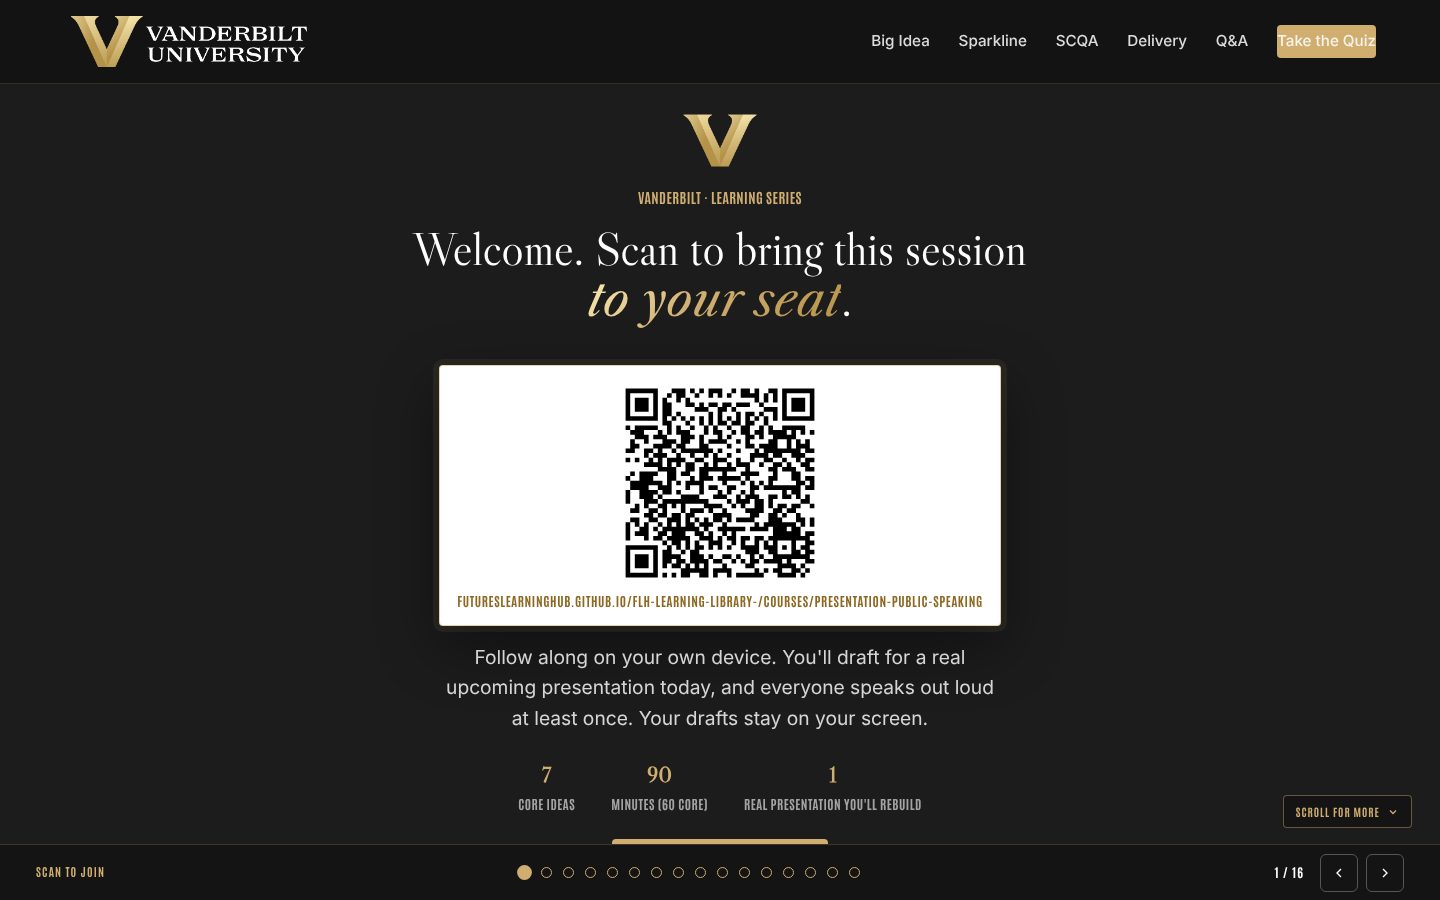 VANDERBILT
UNIVERSITY
Big Idea
Sparkline
SCQA
Delivery
Q&A
Take the Quiz
VANDERBILT · LEARNING SERIES
Welcome. Scan to bring this session
to your seat.
FUTURESLEARNINGHUB.GITHUB.IO/FLH-LEARNING-LIBRARY-/COURSES/PRESENTATION-PUBLIC-SPEAKING
Follow along on your own device. You'll draft for a real
upcoming presentation today, and everyone speaks out loud
at least once. Your drafts stay on your screen.
7
CORE IDEAS
90
MINUTES (60 CORE)
1
REAL PRESENTATION YOU'LL REBUILD
SCROLL FOR MORE
SCAN TO JOIN
1 / 16